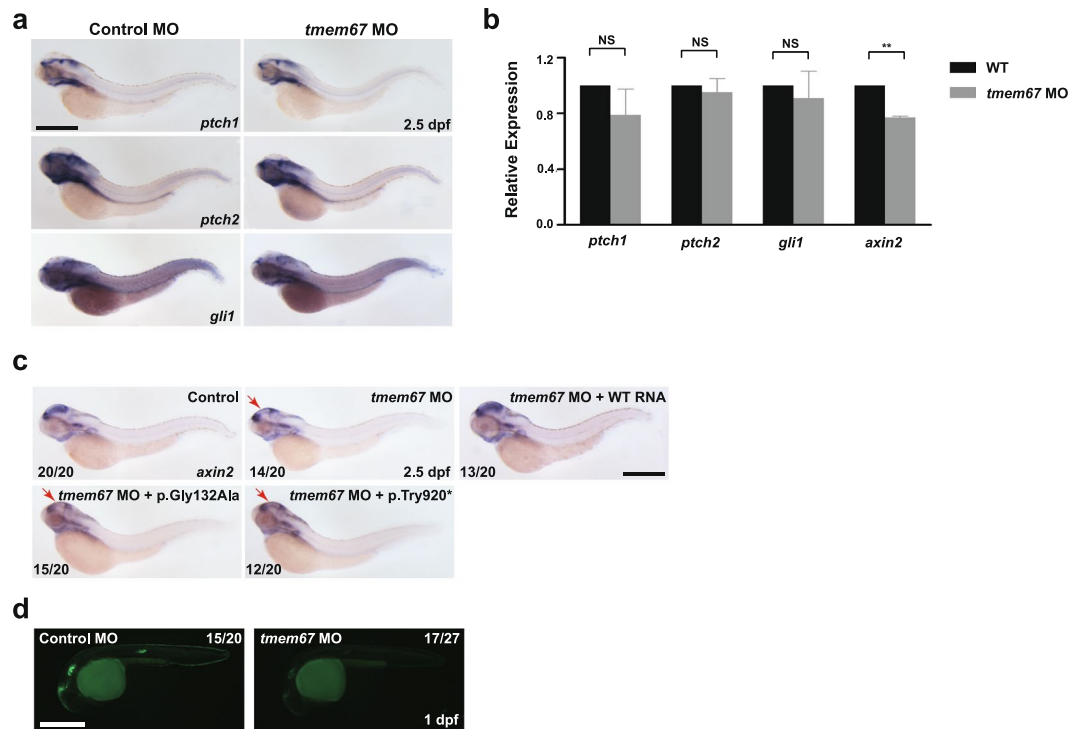 a
Control MO
tmem67 MO
ptch1
2.5 dpf
ptch2
gli1
b
NS
NS
NS
**
1.2
0.8
0.4
0.0
Relative Expression
ptch1
ptch2
gli1
axin2
WT
tmem67 MO
c
Control
20/20
axin2
tmem67 MO
14/20
2.5 dpf
tmem67 MO + WT RNA
13/20
tmem67 MO + p.Gly132Ala
15/20
tmem67 MO + p.Try920*
12/20
d
Control MO
15/20
tmem67 MO
17/27
1 dpf